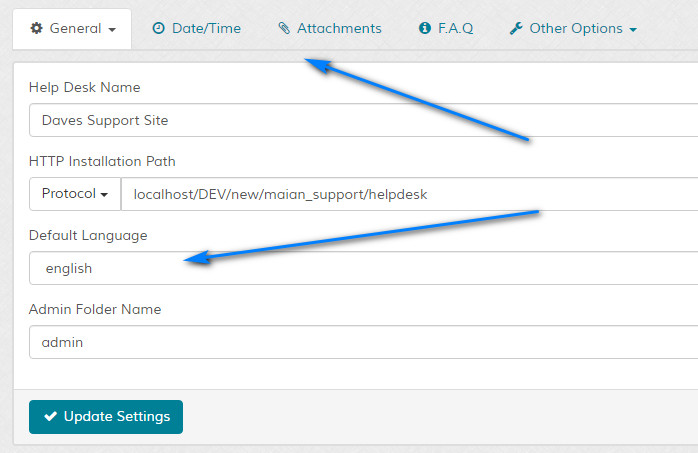 General Date/Time Attachments F.A.Q Other Options
Help Desk Name
Daves Support Site
HTTP Installation Path
Protocol localhost/DEV/new/maian_support/helpdesk
Default Language
english
Admin Folder Name
admin
Update Settings